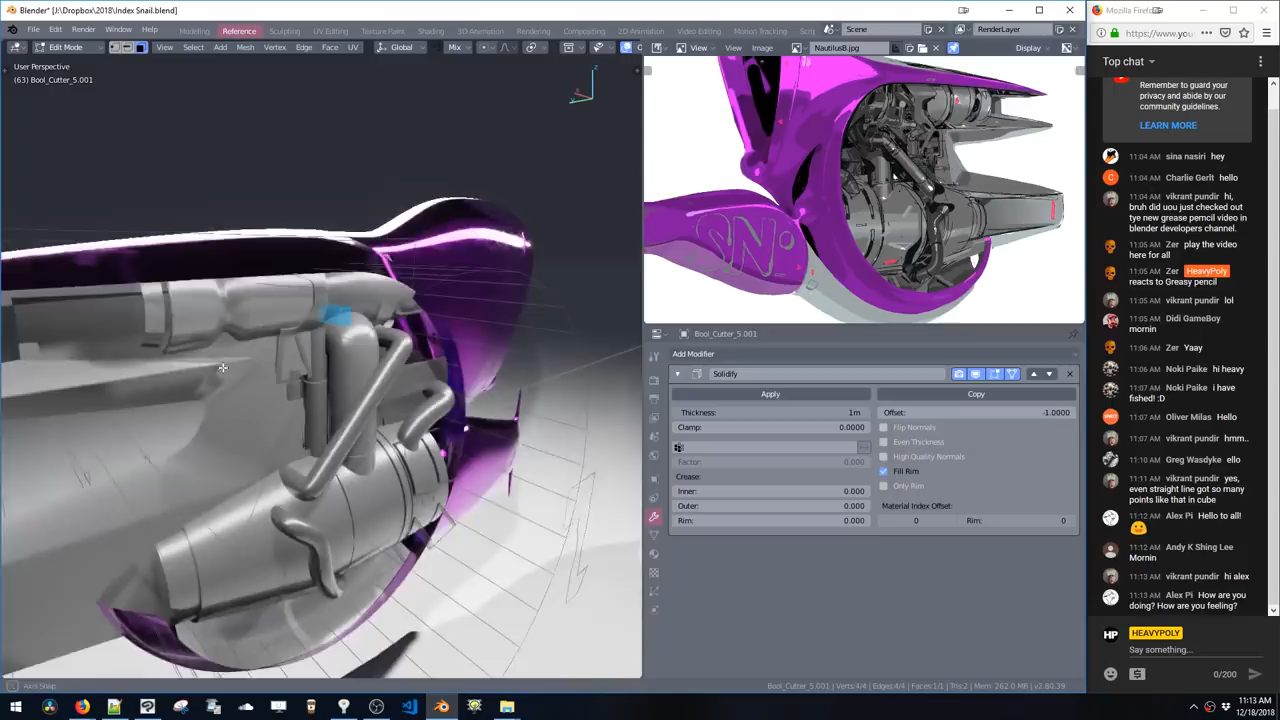 Blender* [J:\Dropbox\2018\Index Snail.blend]
File Edit Render Window Help Modeling Reference Sculpting UV Editing Texture Paint Shading 3D Animation Rendering Compositing 2D Animation Motion Tracking Video Editing Scrip Scene RenderLayer
Edit Mode View Select Add Mesh Vertex Edge Face UV Global Mix
User Perspective
(63) Bool_Cutter_5.001
View View Image NautilusB.jpg Display
Bool_Cutter_5.001
Add Modifier
Solidify
Apply Copy
Thickness: 1m Offset: -1.0000
Clamp: 0.0000 Flip Normals
Even Thickness
Factor: 0.000 High Quality Normals
Crease: Fill Rim
Inner: 0.000 Only Rim
Outer: 0.000 Material Index Offset:
Rim: 0.000 0 Rim: 0
Axis Snap
Bool_Cutter_5.001 | Verts:4/4 | Edges:4/4 | Faces:1/1 | Tris:2 | Mem: 262.0 MB | v2.80.39
Mozilla Firef
https://www.you
Top chat
Remember to guard your
privacy and abide by our
community guidelines.
LEARN MORE
11:04 AM sina nasiri hey
11:04 AM Charlie Gerlt hello
11:04 AM vikrant pundir hi,
bruh did uou just checked out
tye new grease pemcil video in
blender developers channel.
11:05 AM Zer play the video
here for all
11:05 AM Zer HeavyPoly
reacts to Greasy pencil
11:05 AM vikrant pundir lol
11:05 AM Didi GameBoy
mornin
11:06 AM Zer Yaay
11:06 AM Noki Paike hi heavy
11:07 AM Noki Paike i have
fished! :D
11:07 AM Oliver Milas Hello
11:07 AM vikrant pundir hmm..
11:10 AM Greg Wasdyke ello
11:11 AM vikrant pundir yes,
even straight line got so many
points like that in cube
11:12 AM Alex Pi Hello to all!
11:12 AM Andy K Shing Lee
Mornin
11:13 AM vikrant pundir hi alex
11:13 AM Alex Pi How are you
doing? How are you feeling?
HP HEAVYPOLY
Say something...
0/200
11:13 AM
12/18/2018